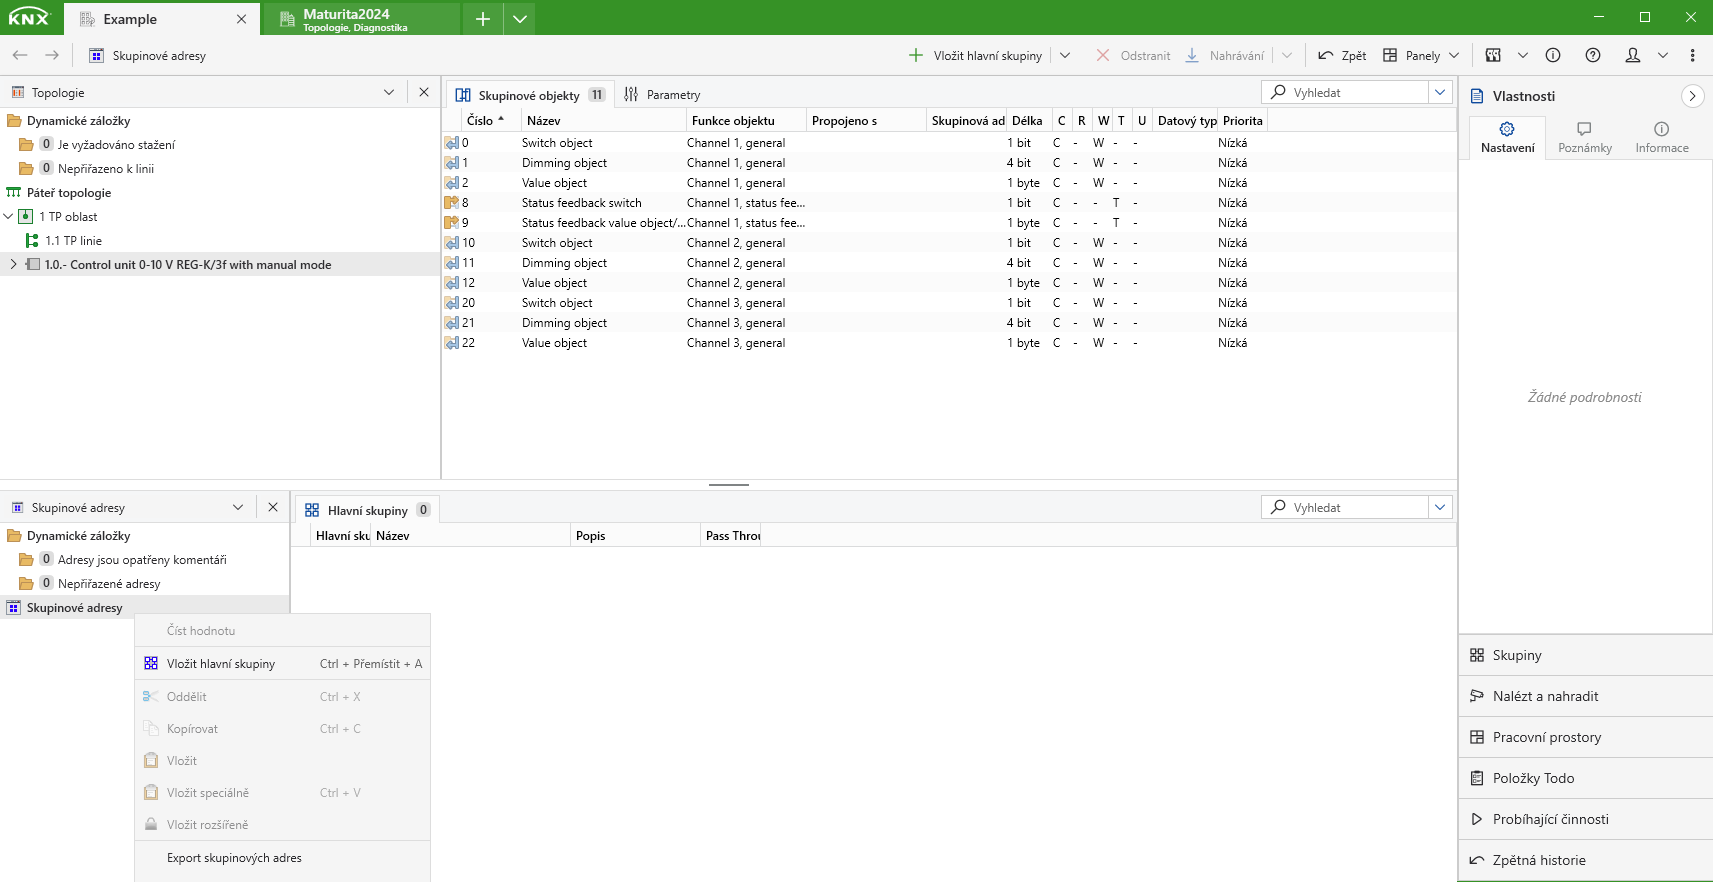 KNX Example Maturita2024
Topologie, Diagnostika
Skupinové adresy Vložit hlavní skupiny Odstranit Nahrávání Zpět Panely
Topologie
Dynamické záložky
0 Je vyžadováno stažení
0 Nepřiřazeno k linii
Páteř topologie
1 TP oblast
1.1 TP linie
1.0.- Control unit 0-10 V REG-K/3f with manual mode
Skupinové objekty 11 Parametry Vyhledat
Číslo Název Funkce objektu Propojeno s Skupinová ad Délka C R W T U Datový typ Priorita
0 Switch object Channel 1, general 1 bit C - W - - Nízká
1 Dimming object Channel 1, general 4 bit C - W - - Nízká
2 Value object Channel 1, general 1 byte C - W - - Nízká
8 Status feedback switch Channel 1, status fee... 1 bit C - - T - Nízká
9 Status feedback value object/... Channel 1, status fee... 1 byte C - - T - Nízká
10 Switch object Channel 2, general 1 bit C - W - - Nízká
11 Dimming object Channel 2, general 4 bit C - W - - Nízká
12 Value object Channel 2, general 1 byte C - W - - Nízká
20 Switch object Channel 3, general 1 bit C - W - - Nízká
21 Dimming object Channel 3, general 4 bit C - W - - Nízká
22 Value object Channel 3, general 1 byte C - W - - Nízká
Vlastnosti
Nastavení Poznámky Informace
Žádné podrobnosti
Skupinové adresy
Dynamické záložky
0 Adresy jsou opatřeny komentáři
0 Nepřiřazené adresy
Skupinové adresy
Číst hodnotu
Vložit hlavní skupiny Ctrl + Přemístit + A
Oddělit Ctrl + X
Kopírovat Ctrl + C
Vložit
Vložit speciálně Ctrl + V
Vložit rozšířeně
Export skupinových adres
Hlavní skupiny 0 Vyhledat
Hlavní sku Název Popis Pass Throu
Skupiny
Nalézt a nahradit
Pracovní prostory
Položky Todo
Probíhající činnosti
Zpětná historie